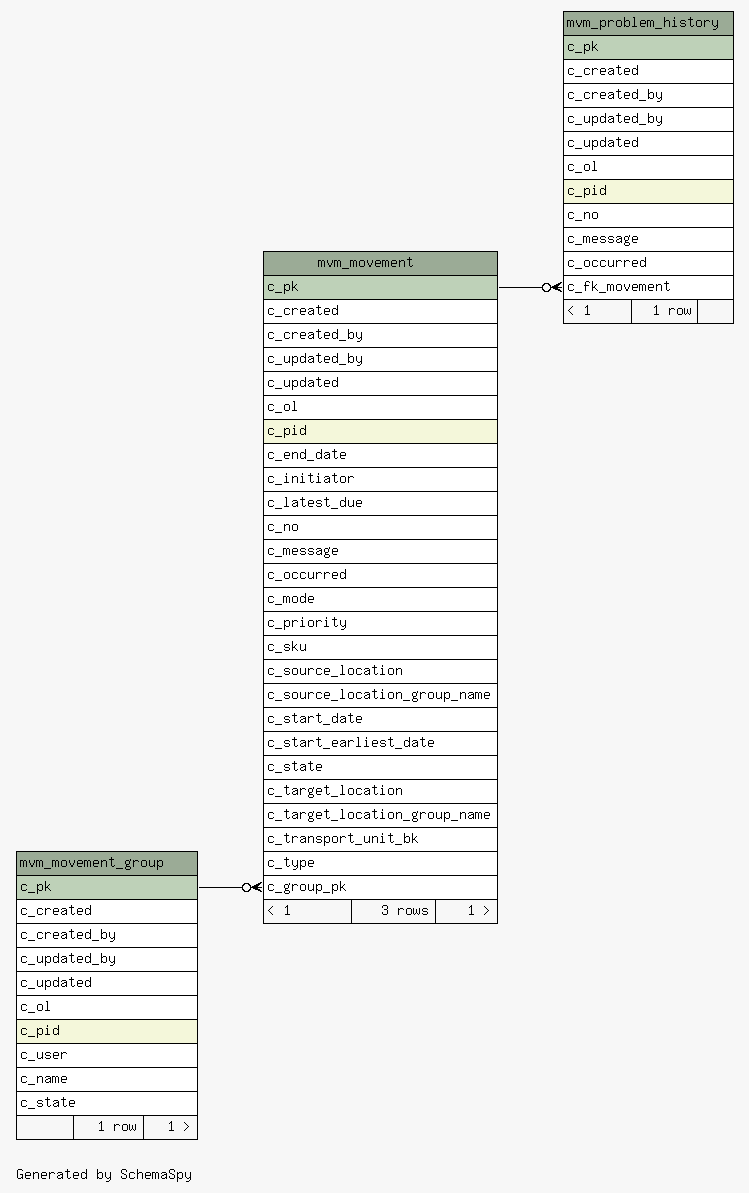 mvm_problem_history
c_pk
c_created
c_created_by
c_updated_by
c_updated
c_ol
c_pid
c_no
c_message
c_occurred
c_fk_movement
< 1 1 row
mvm_movement
c_pk
c_created
c_created_by
c_updated_by
c_updated
c_ol
c_pid
c_end_date
c_initiator
c_latest_due
c_no
c_message
c_occurred
c_mode
c_priority
c_sku
c_source_location
c_source_location_group_name
c_start_date
c_start_earliest_date
c_state
c_target_location
c_target_location_group_name
c_transport_unit_bk
c_type
c_group_pk
< 1 3 rows 1 >
mvm_movement_group
c_pk
c_created
c_created_by
c_updated_by
c_updated
c_ol
c_pid
c_user
c_name
c_state
1 row 1 >
Generated by SchemaSpy